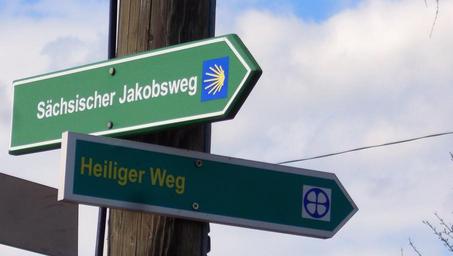 Sächsischer Jakobsweg
Heiliger Weg